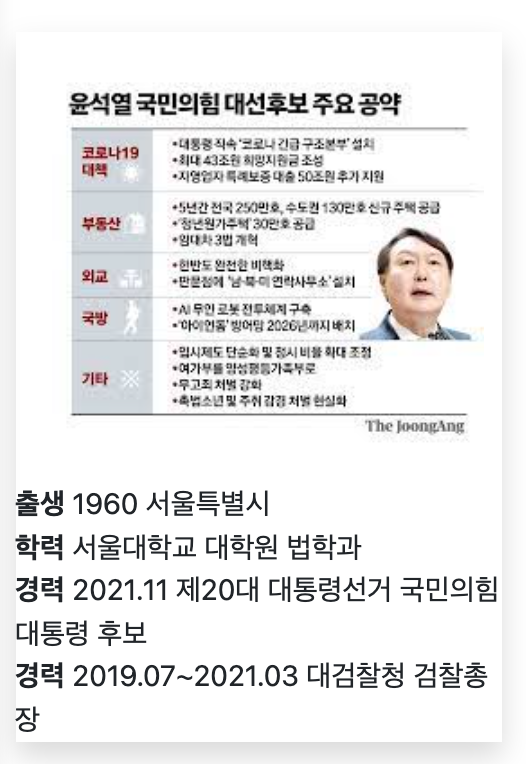 윤석열 국민의힘 대선후보 주요 공약
코로나19
대책
•대통령 직속 '코로나 긴급 구조본부' 설치
•최대 43조원 희망지원금 조성
•자영업자 특례보증 대출 50조원 추가 지원
부동산
•5년간 전국 250만호, 수도권 130만호 신규 주택 공급
•'청년원가주택' 30만호 공급
•임대차 3법 개혁
외교
•한반도 완전한 비핵화
•판문점에 '남·북·미 연락사무소' 설치
국방
•AI 무인 로봇 전투체계 구축
•'아이언돔' 방어망 2026년까지 배치
기타
•입시제도 단순화 및 정시 비율 확대 조정
•여가부를 양성평등가족부로
•무고죄 처벌 강화
•촉법소년 및 주취 감경 처벌 현실화
The JoongAng
출생 1960 서울특별시
학력 서울대학교 대학원 법학과
경력 2021.11 제20대 대통령선거 국민의힘
대통령 후보
경력 2019.07~2021.03 대검찰청 검찰총
장